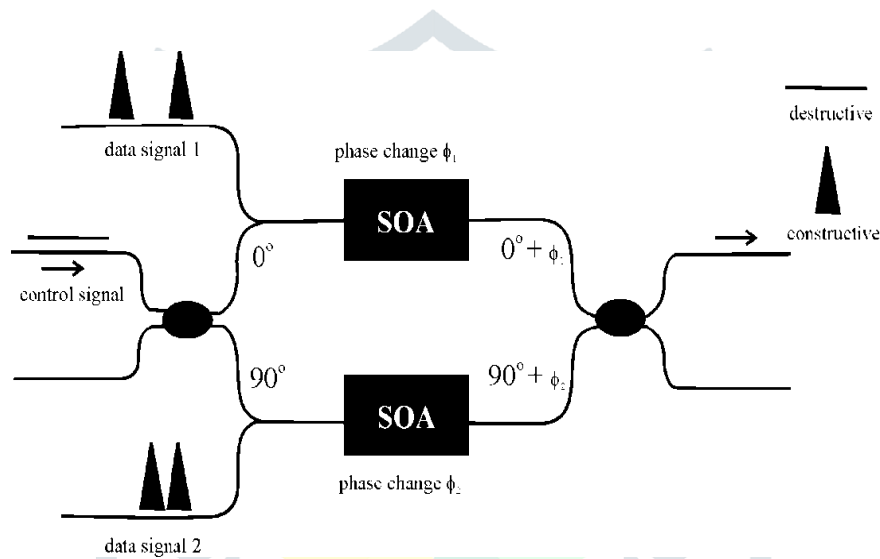 destructive
data signal 1
phase change ϕ₁
SOA
constructive
0°
0° + ϕ₁
control signal
90°
90° + ϕ₂
SOA
phase change ϕ₂
data signal 2